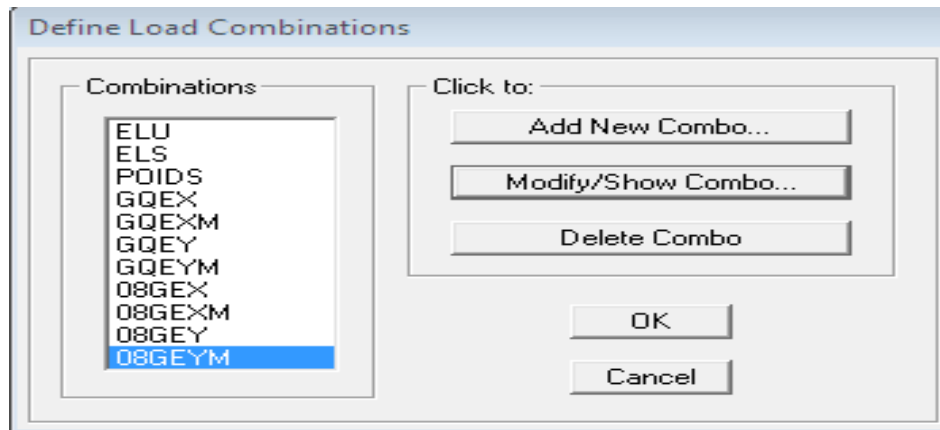 Define Load Combinations
Combinations
ELU
ELS
POIDS
GQEX
GQEXM
GQEY
GQEYM
08GEX
08GEXM
08GEY
08GEYM
Click to:
Add New Combo...
Modify/Show Combo...
Delete Combo
OK
Cancel